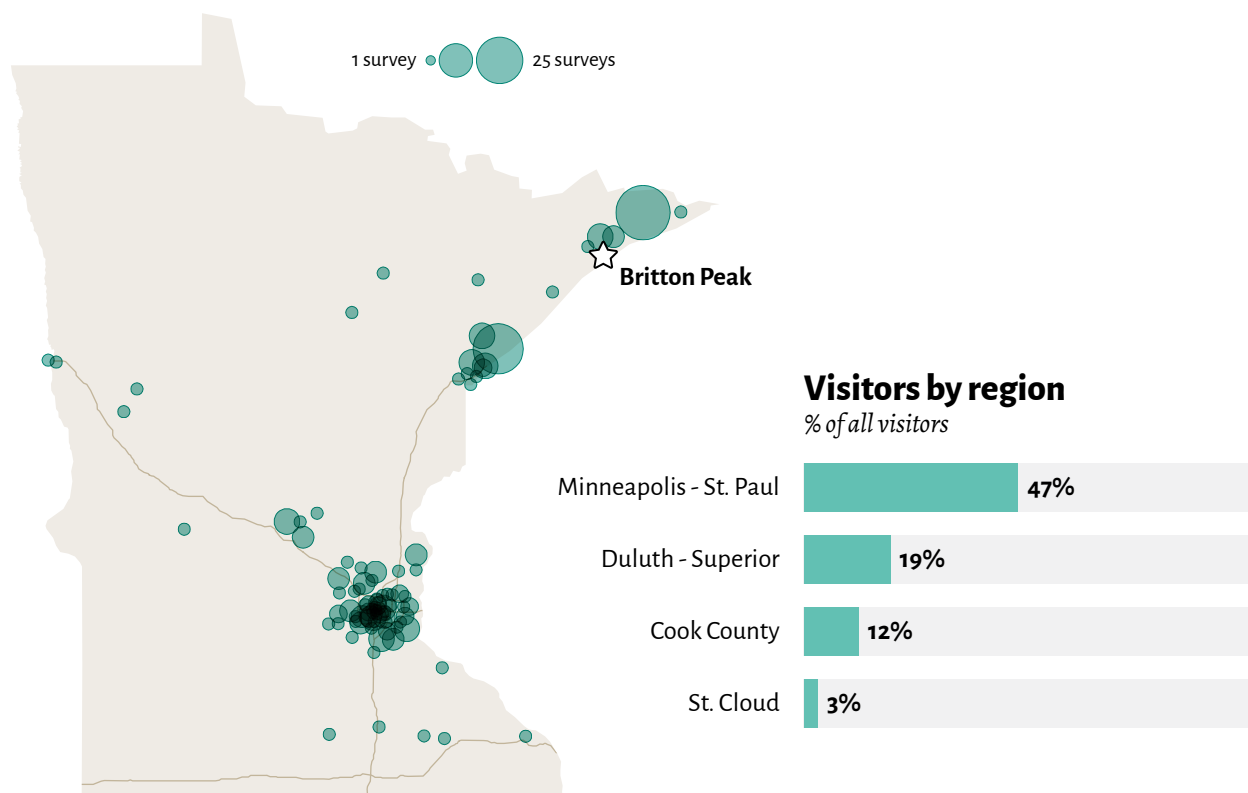 1 survey
25 surveys
Britton Peak
Visitors by region
% of all visitors
Minneapolis - St. Paul
47%
Duluth - Superior
19%
Cook County
12%
St. Cloud
3%